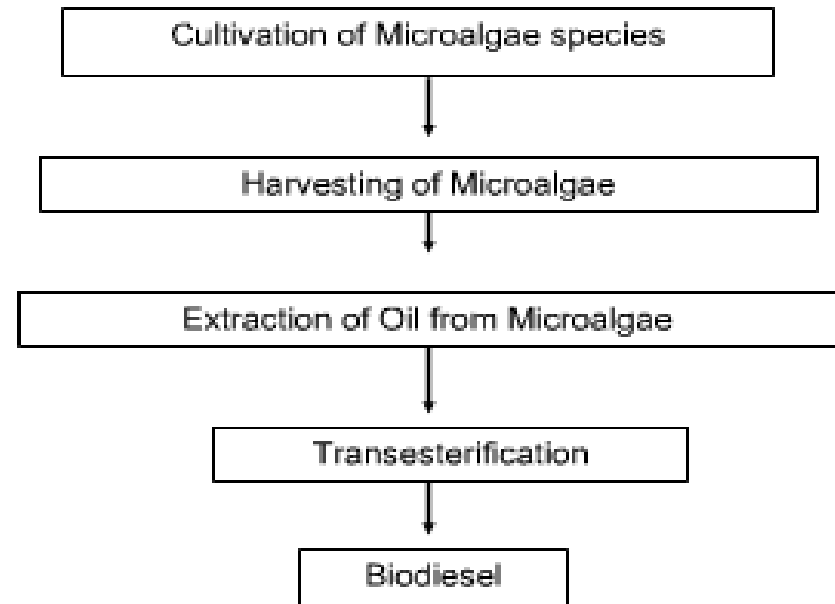 Cultivation of Microalgae species
Harvesting of Microalgae
Extraction of Oil from Microalgae
Transesterification
Biodiesel